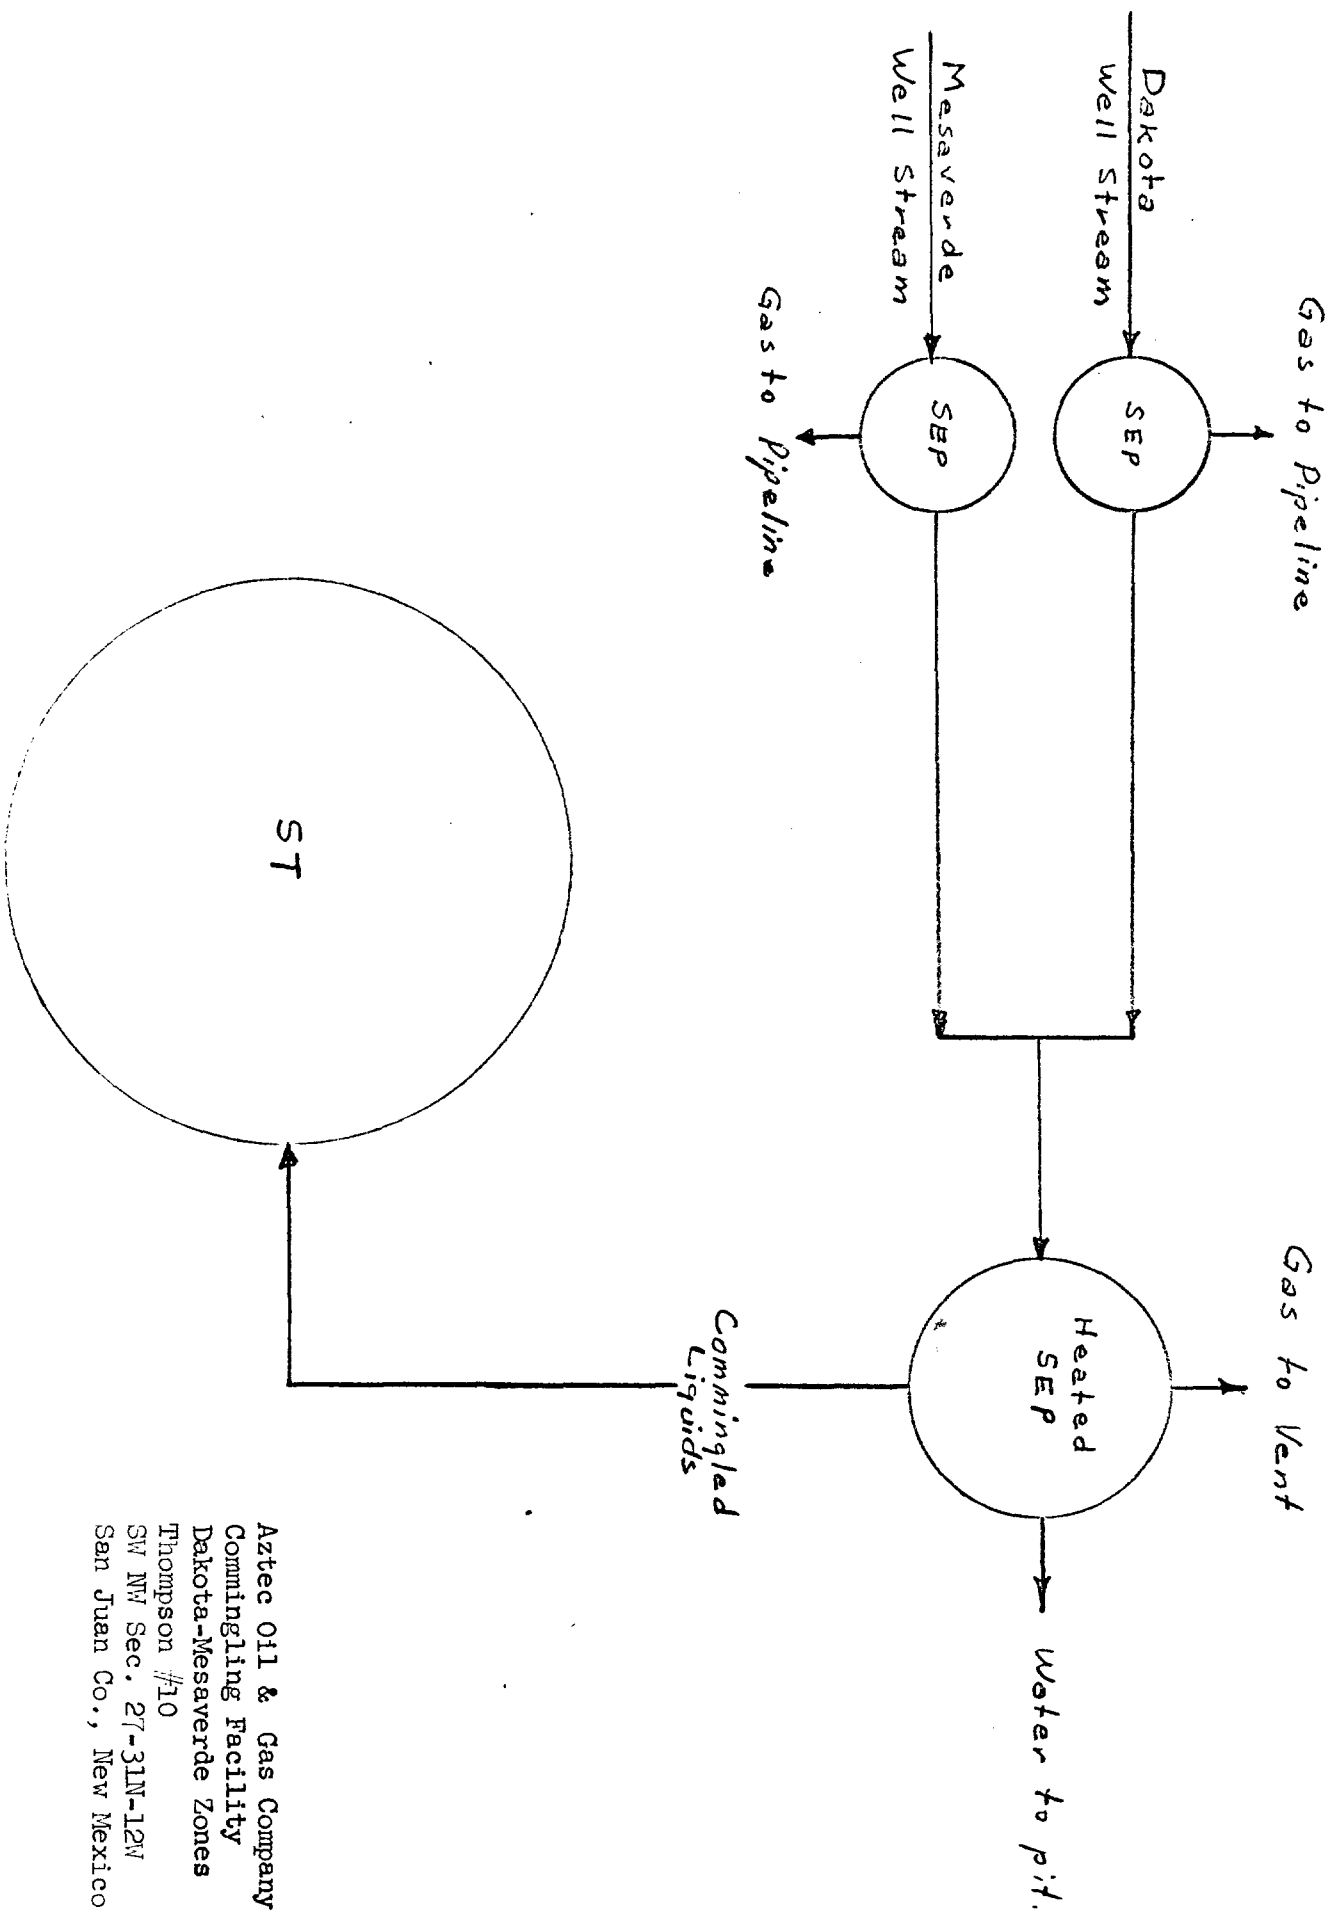 Gas to Pipeline
Dakota
Well Stream
SEP
Mesaverde
Well Stream
SEP
Gas to Pipeline
Gas to Vent
Heated
SEP
Water to pit.
Commingled
Liquids
ST
Aztec Oil & Gas Company
Commingling Facility
Dakota-Mesaverde Zones
Thompson #10
SW NW Sec. 27-31N-12W
San Juan Co., New Mexico